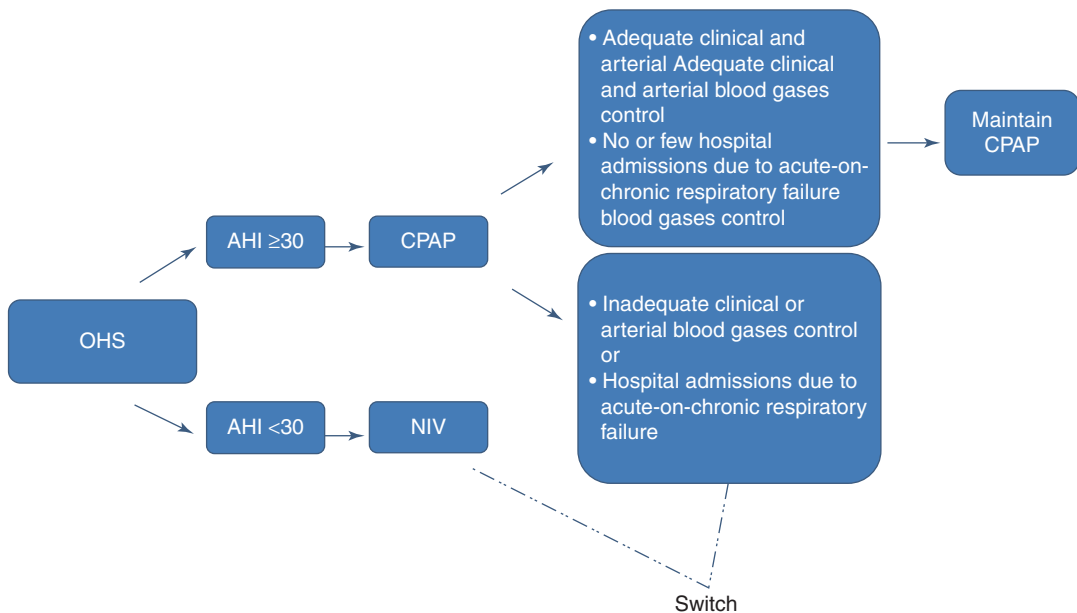 OHS
AHI ≥30
CPAP
• Adequate clinical and
arterial Adequate clinical
and arterial blood gases
control
• No or few hospital
admissions due to acute-on-
chronic respiratory failure
blood gases control
Maintain
CPAP
AHI <30
NIV
• Inadequate clinical or
arterial blood gases control
or
• Hospital admissions due to
acute-on-chronic respiratory
failure
Switch